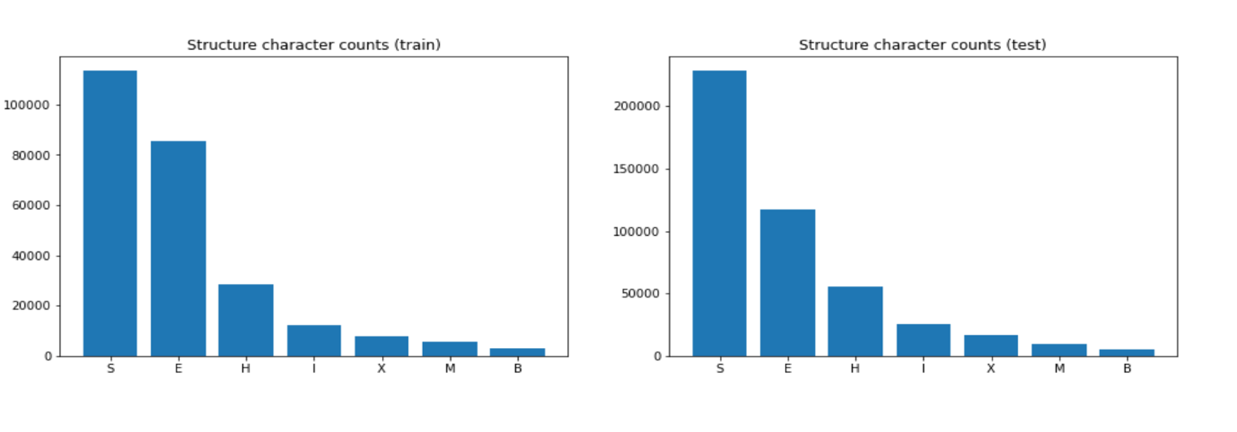 Structure character counts (train)
100000
80000
60000
40000
20000
0
S E H I X M B
Structure character counts (test)
200000
150000
100000
50000
0
S E H I X M B